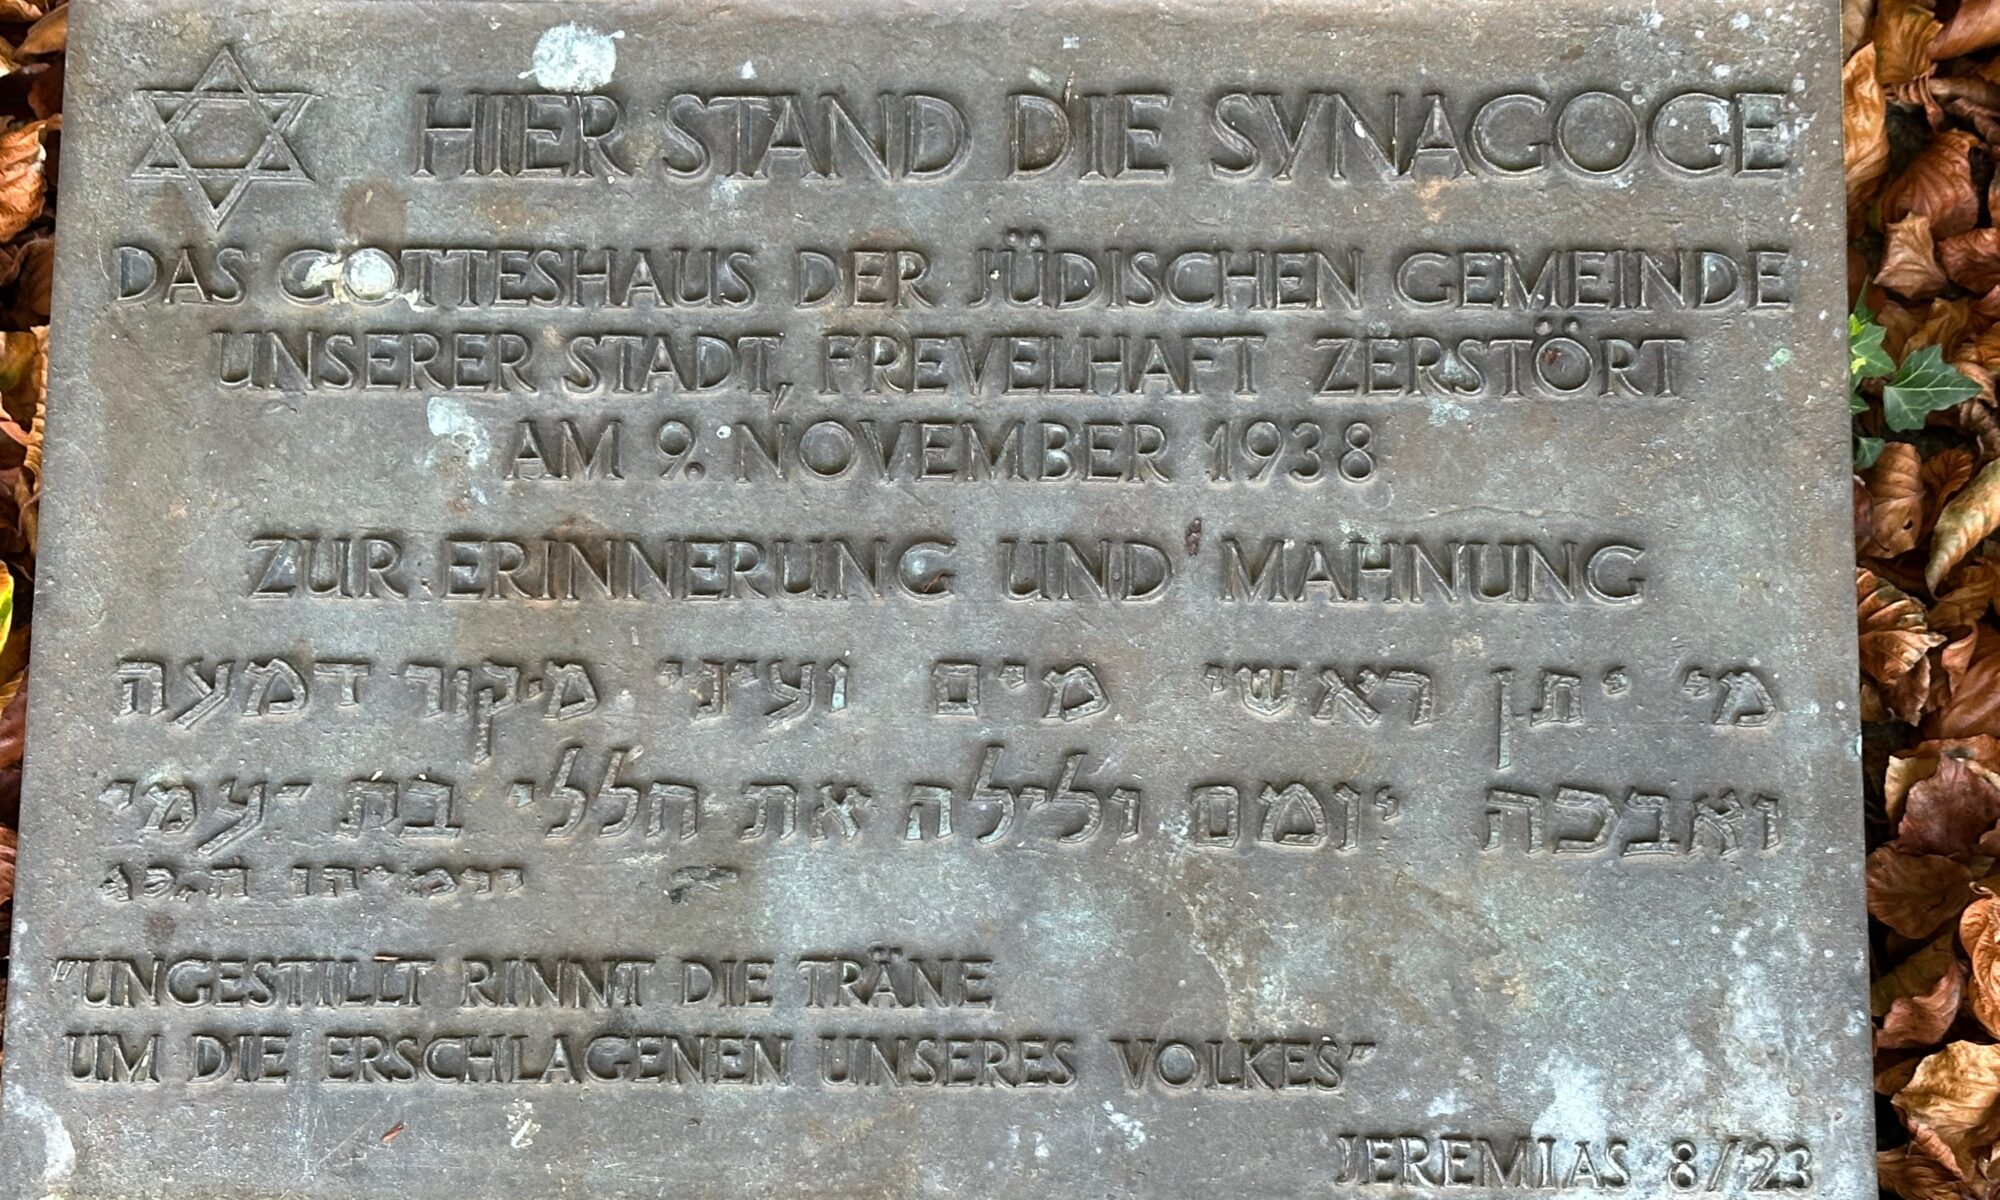 HIER STAND DIE SYNAGOGE
DAS GOTTESHAUS DER JÜDISCHEN GEMEINDE
UNSERER STADT, FREVELHAFT ZERSTÖRT
AM 9. NOVEMBER 1938
ZUR ERINNERUNG UND MAHNUNG
מי יתן ראשי מים ועיני מקור דמעה
ואבכה יומם ולילה את חללי בת־עמי
"UNGESTILLT RINNT DIE TRÄNE
UM DIE ERSCHLAGENEN UNSERES VOLKES"
JEREMIAS 8/23